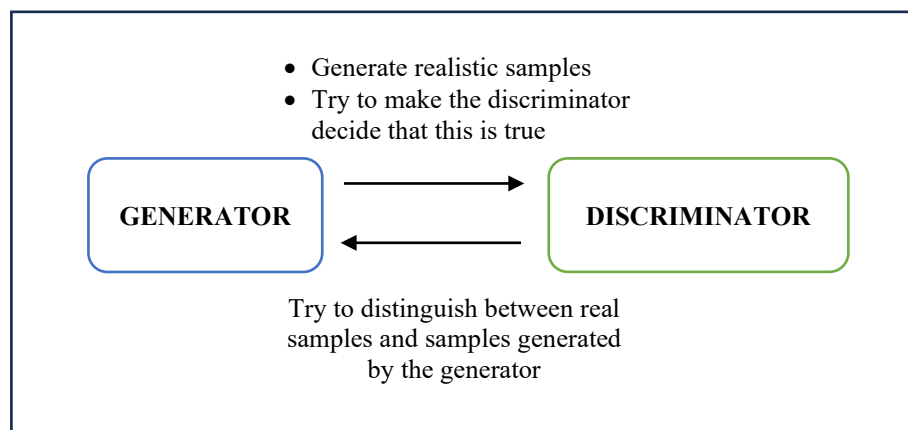 • Generate realistic samples
• Try to make the discriminator
decide that this is true
GENERATOR
DISCRIMINATOR
Try to distinguish between real
samples and samples generated
by the generator